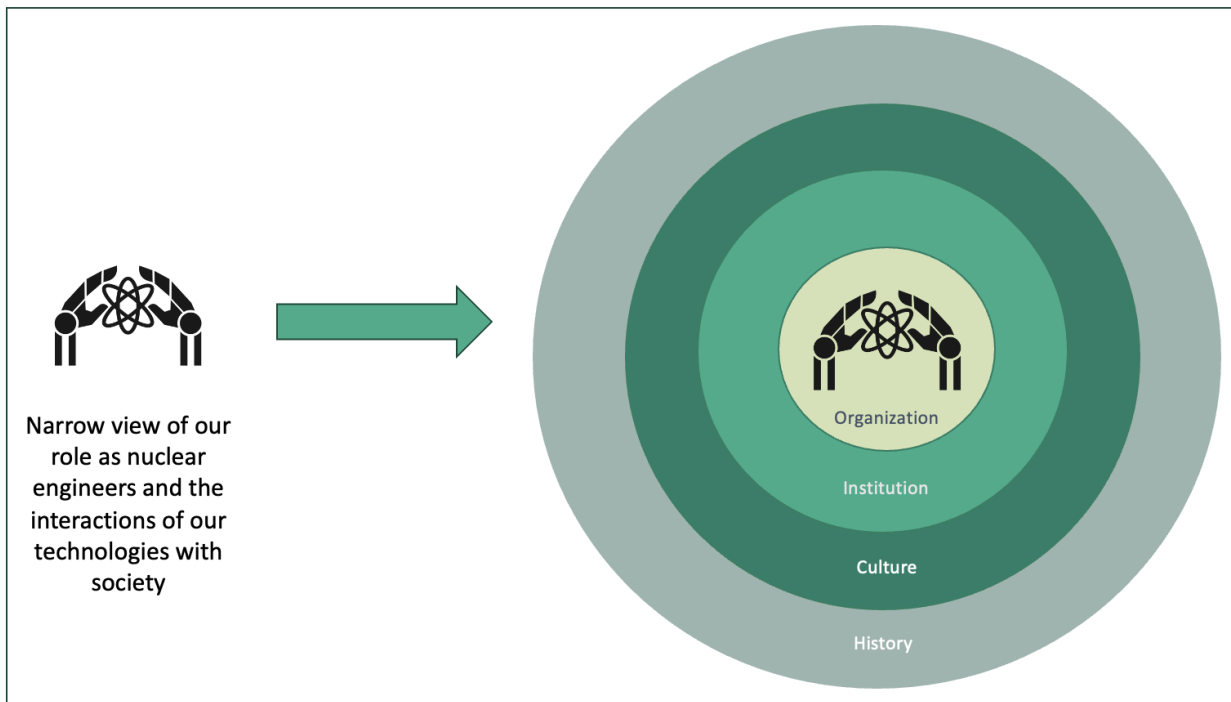 Narrow view of our
role as nuclear
engineers and the
interactions of our
technologies with
society
Organization
Institution
Culture
History